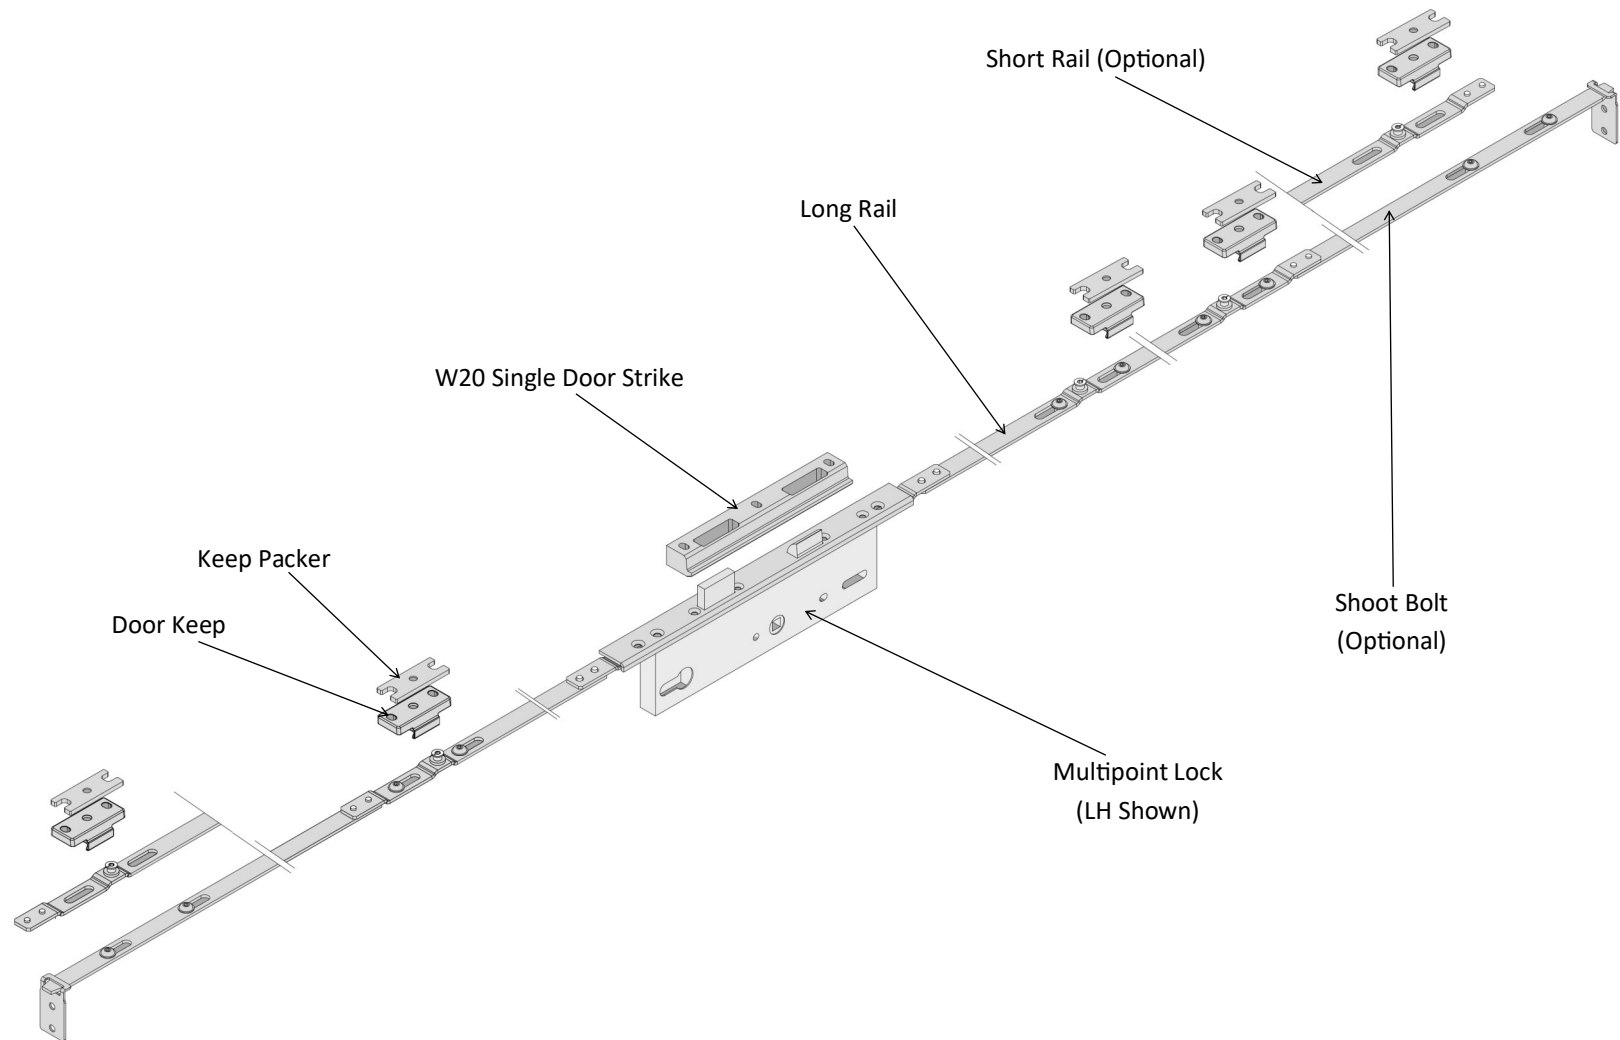 Short Rail (Optional)
Long Rail
W20 Single Door Strike
Keep Packer
Door Keep
Shoot Bolt
(Optional)
Multipoint Lock
(LH Shown)